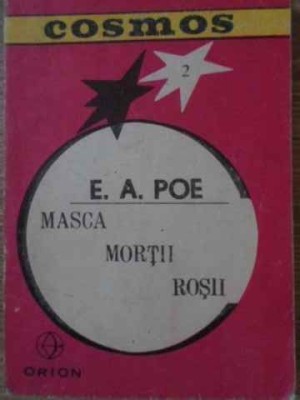 cosmos
2
E. A. POE
MASCA
MORȚII
ROȘII
ORION